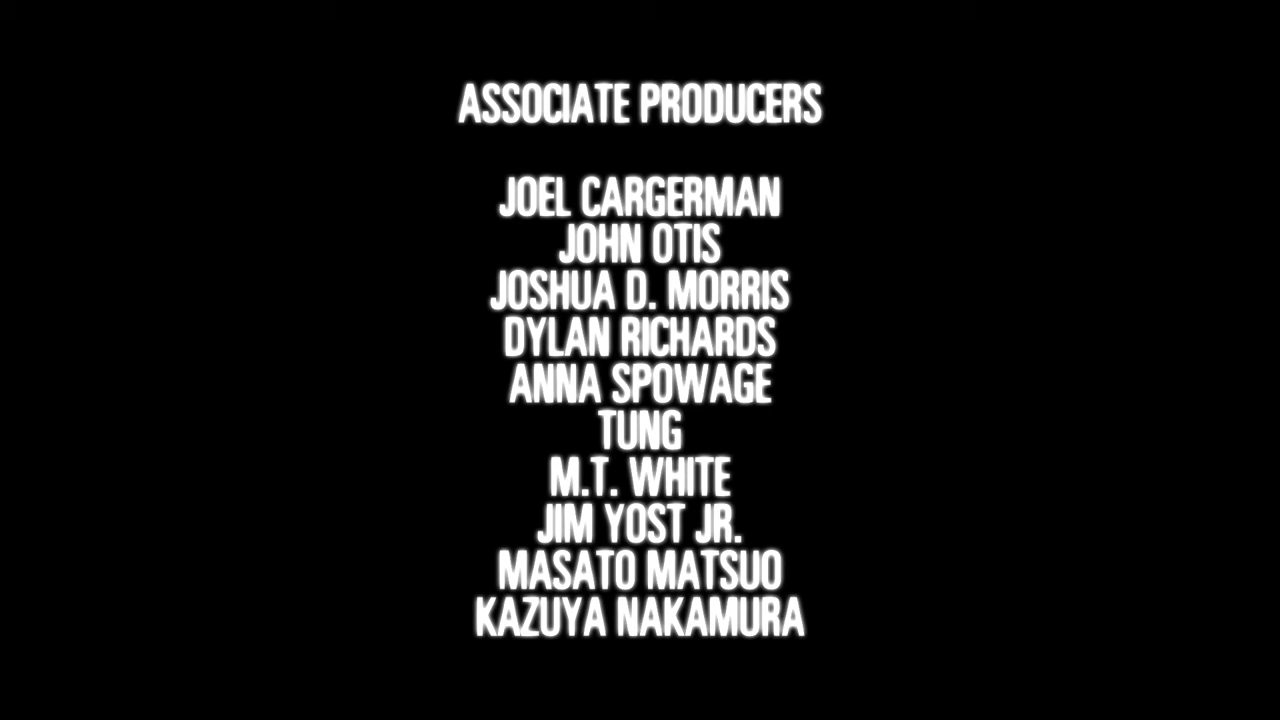 ASSOCIATE PRODUCERS
JOEL CARGERMAN
JOHN OTIS
JOSHUA D. MORRIS
DYLAN RICHARDS
ANNA SPOWAGE
TUNG
M.T. WHITE
JIM YOST JR.
MASATO MATSUO
KAZUYA NAKAMURA